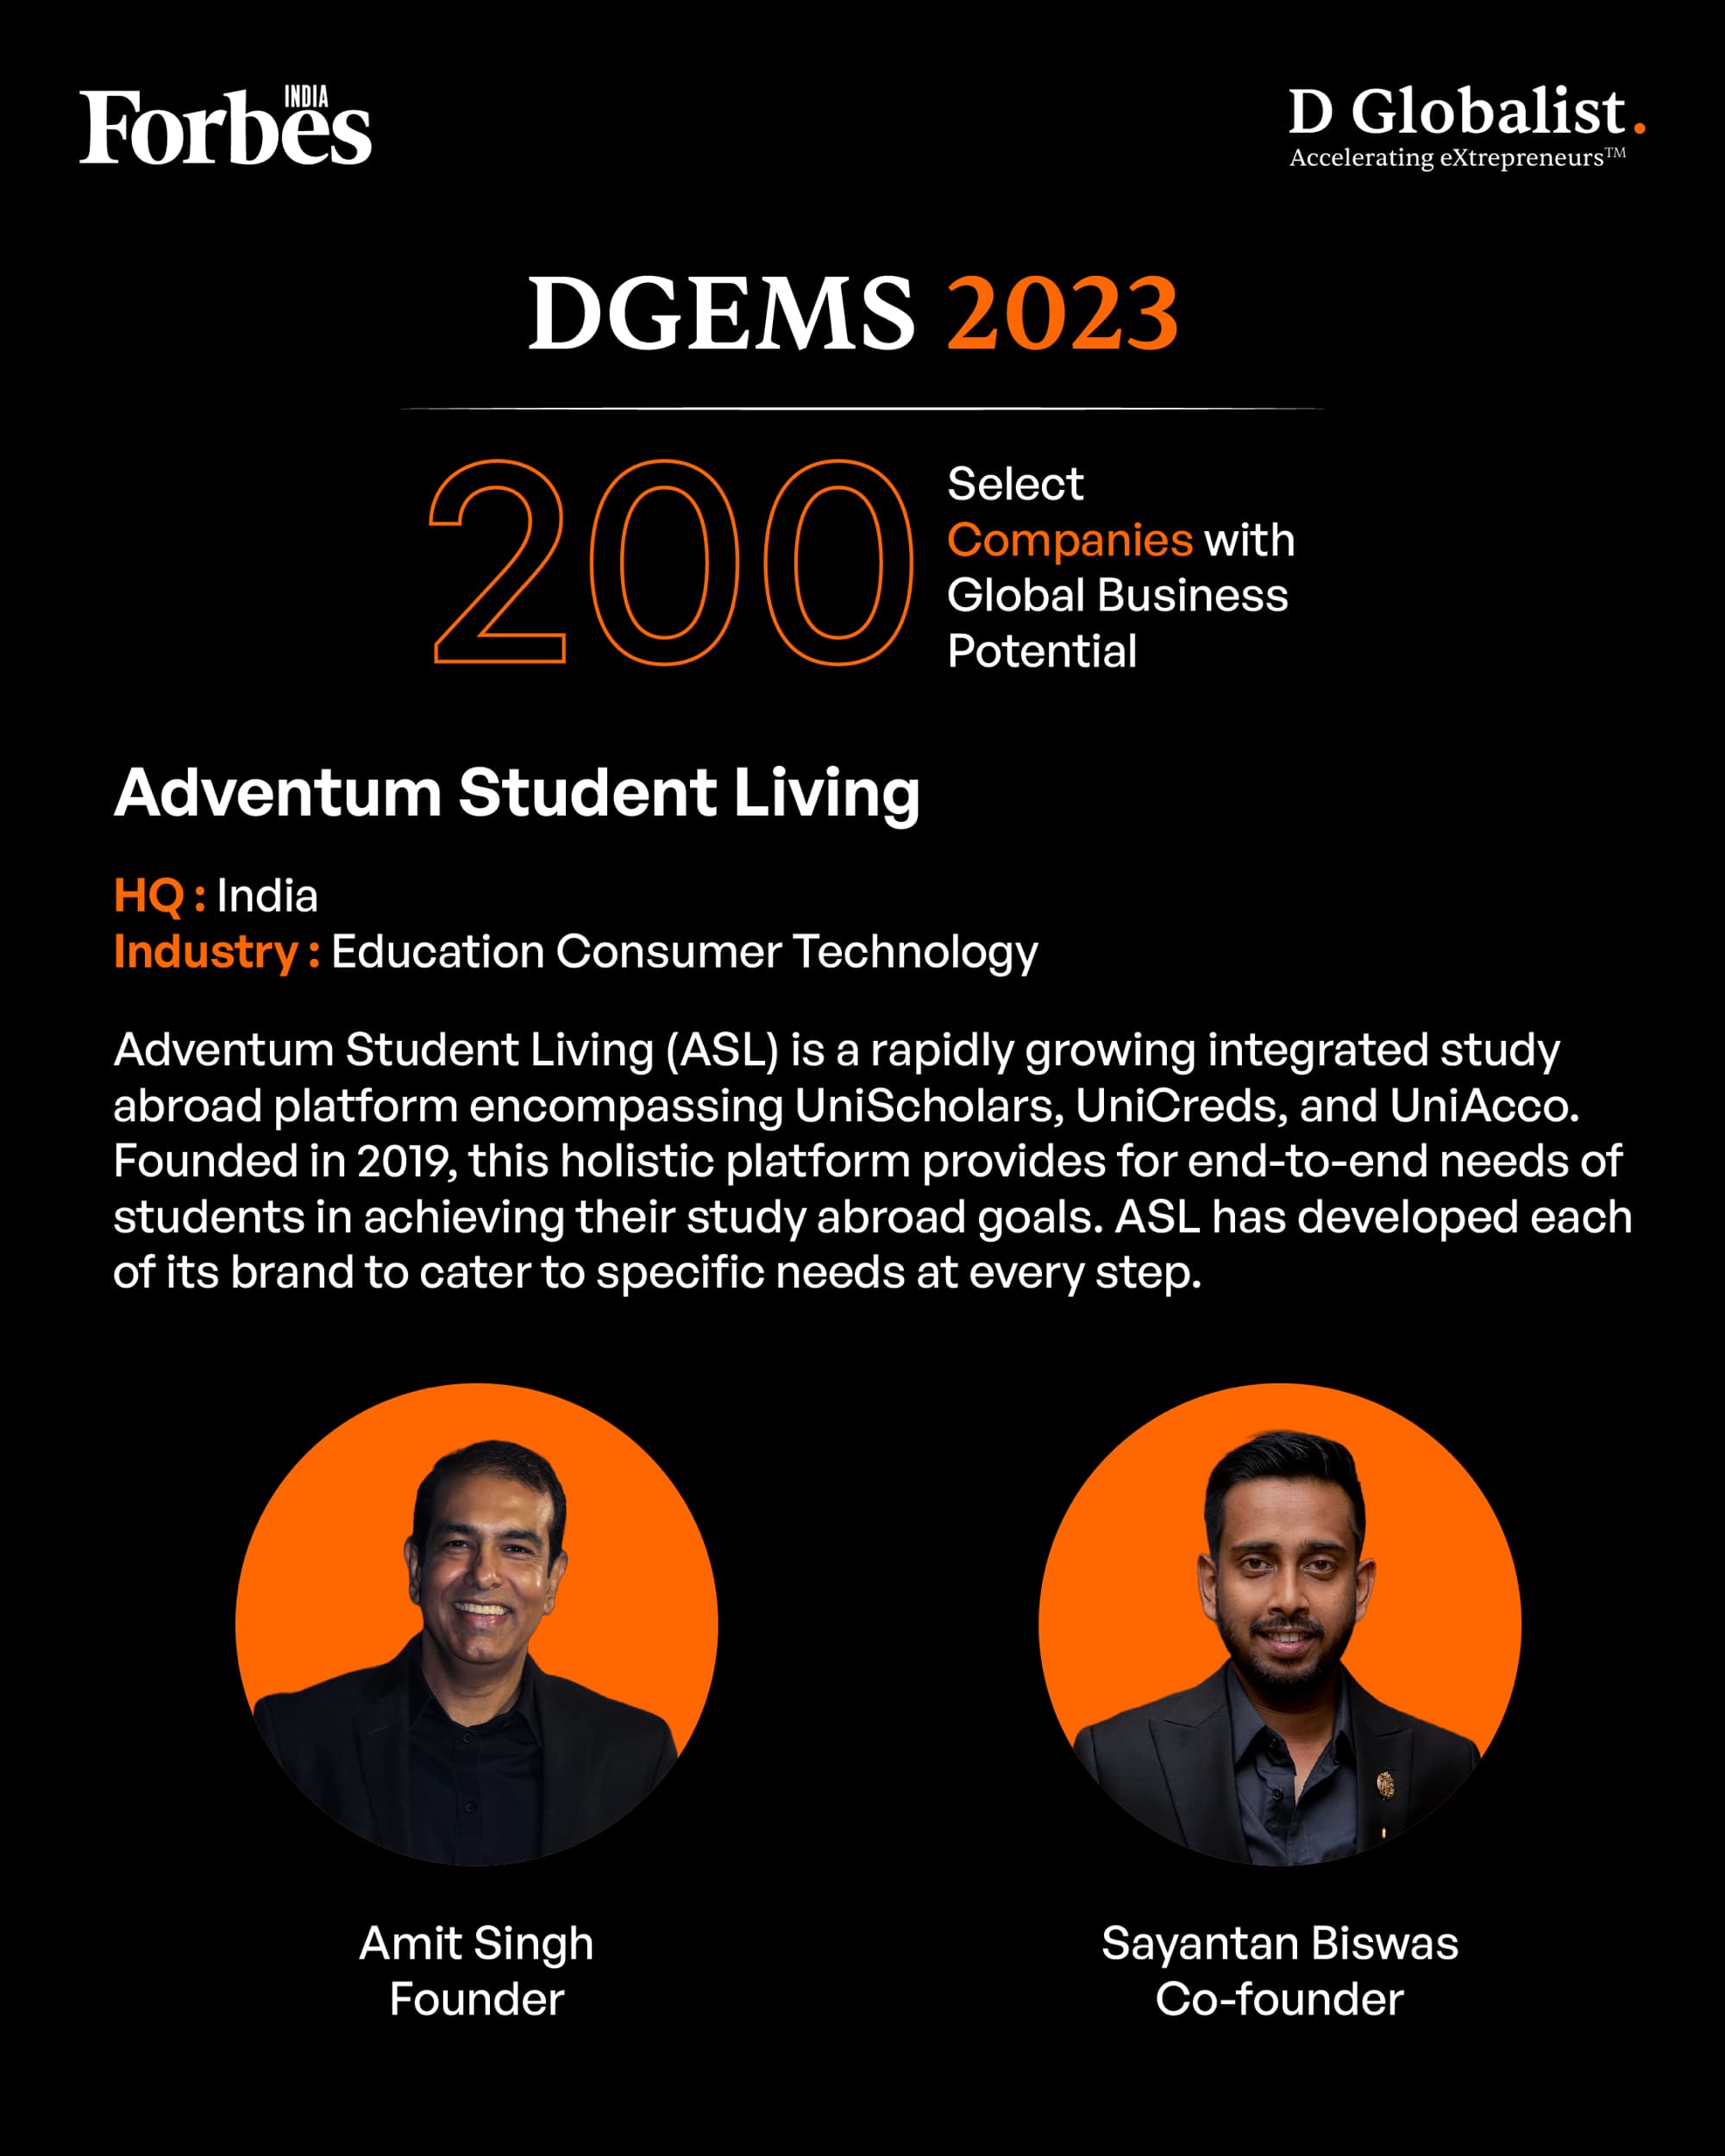 Forbes INDIA
D Globalist.
Accelerating eXtrepreneurs™
DGEMS 2023
200
Select
Companies with
Global Business
Potential
Adventum Student Living
HQ : India
Industry : Education Consumer Technology
Adventum Student Living (ASL) is a rapidly growing integrated study
abroad platform encompassing UniScholars, UniCreds, and UniAcco.
Founded in 2019, this holistic platform provides for end-to-end needs of
students in achieving their study abroad goals. ASL has developed each
of its brand to cater to specific needs at every step.
Amit Singh
Founder
Sayantan Biswas
Co-founder